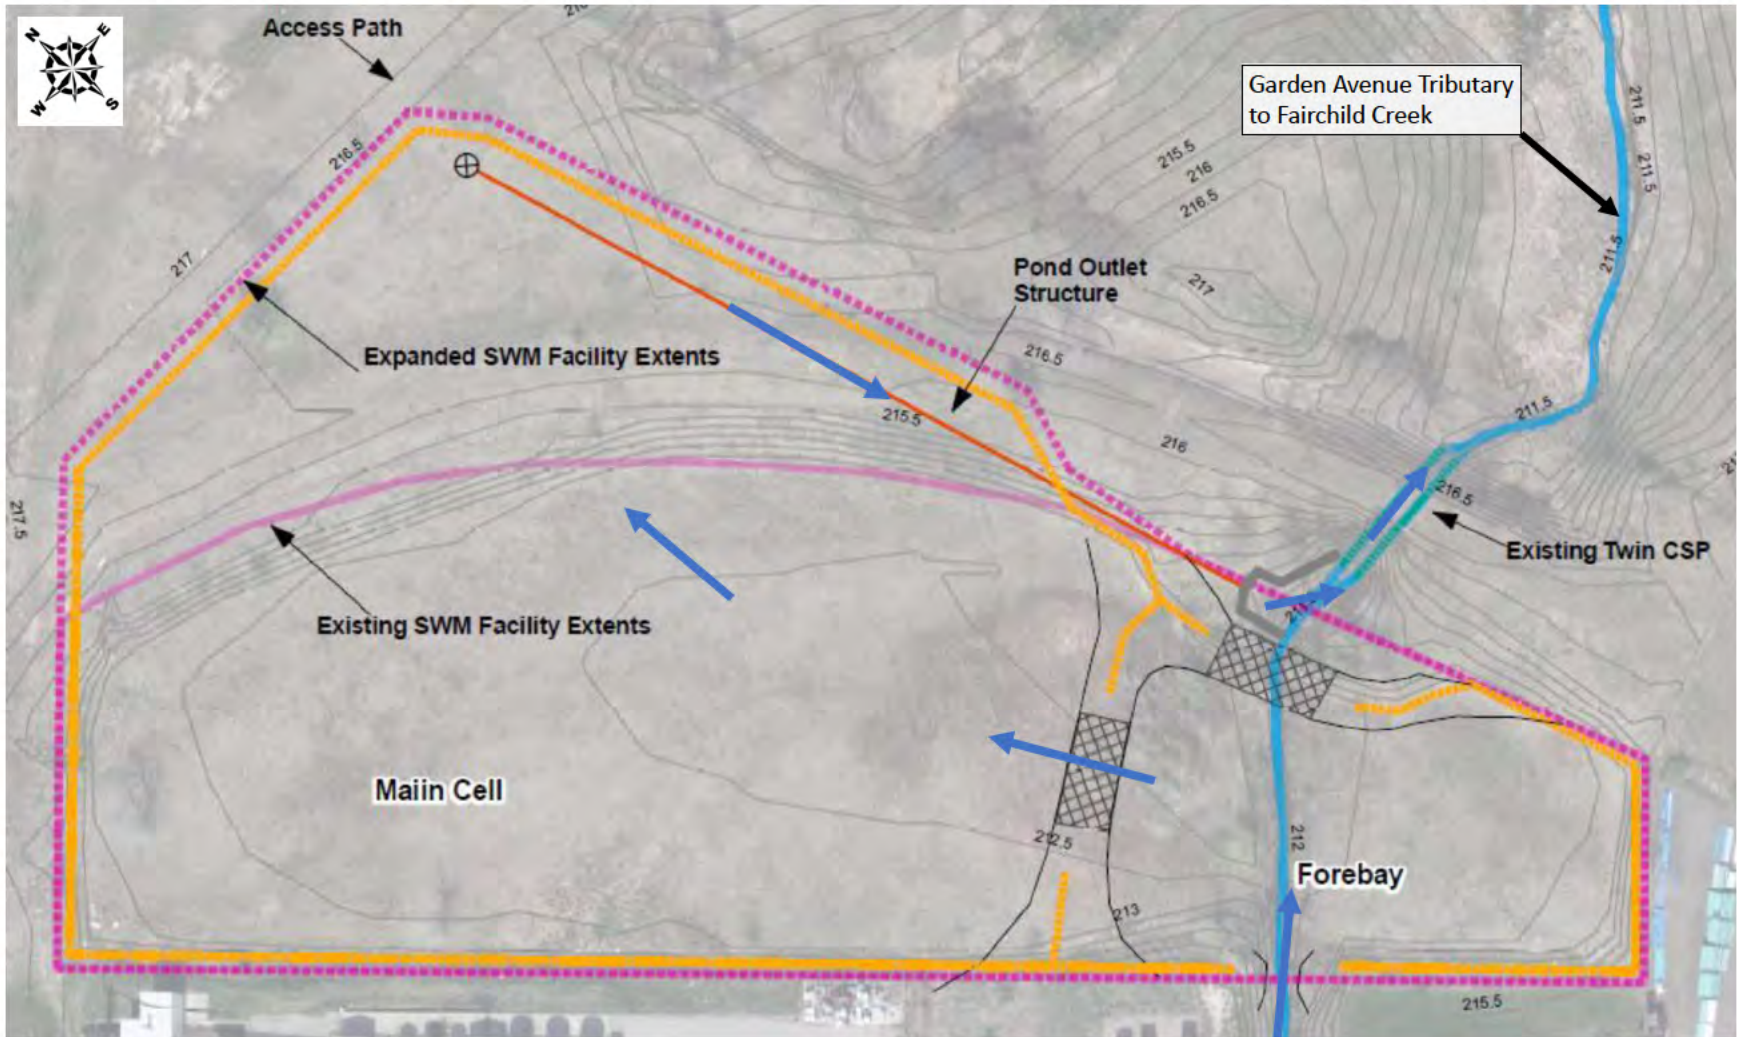 N
E
W
S
Access Path
216.5
217
Garden Avenue Tributary
to Fairchild Creek
211.5
211.5
211.5
215.5
216
216.5
217
Pond Outlet
Structure
Expanded SWM Facility Extents
216.5
215.5
216
211.5
216.5
217.5
Existing Twin CSP
Existing SWM Facility Extents
Maiin Cell
212.5
212
Forebay
213
215.5